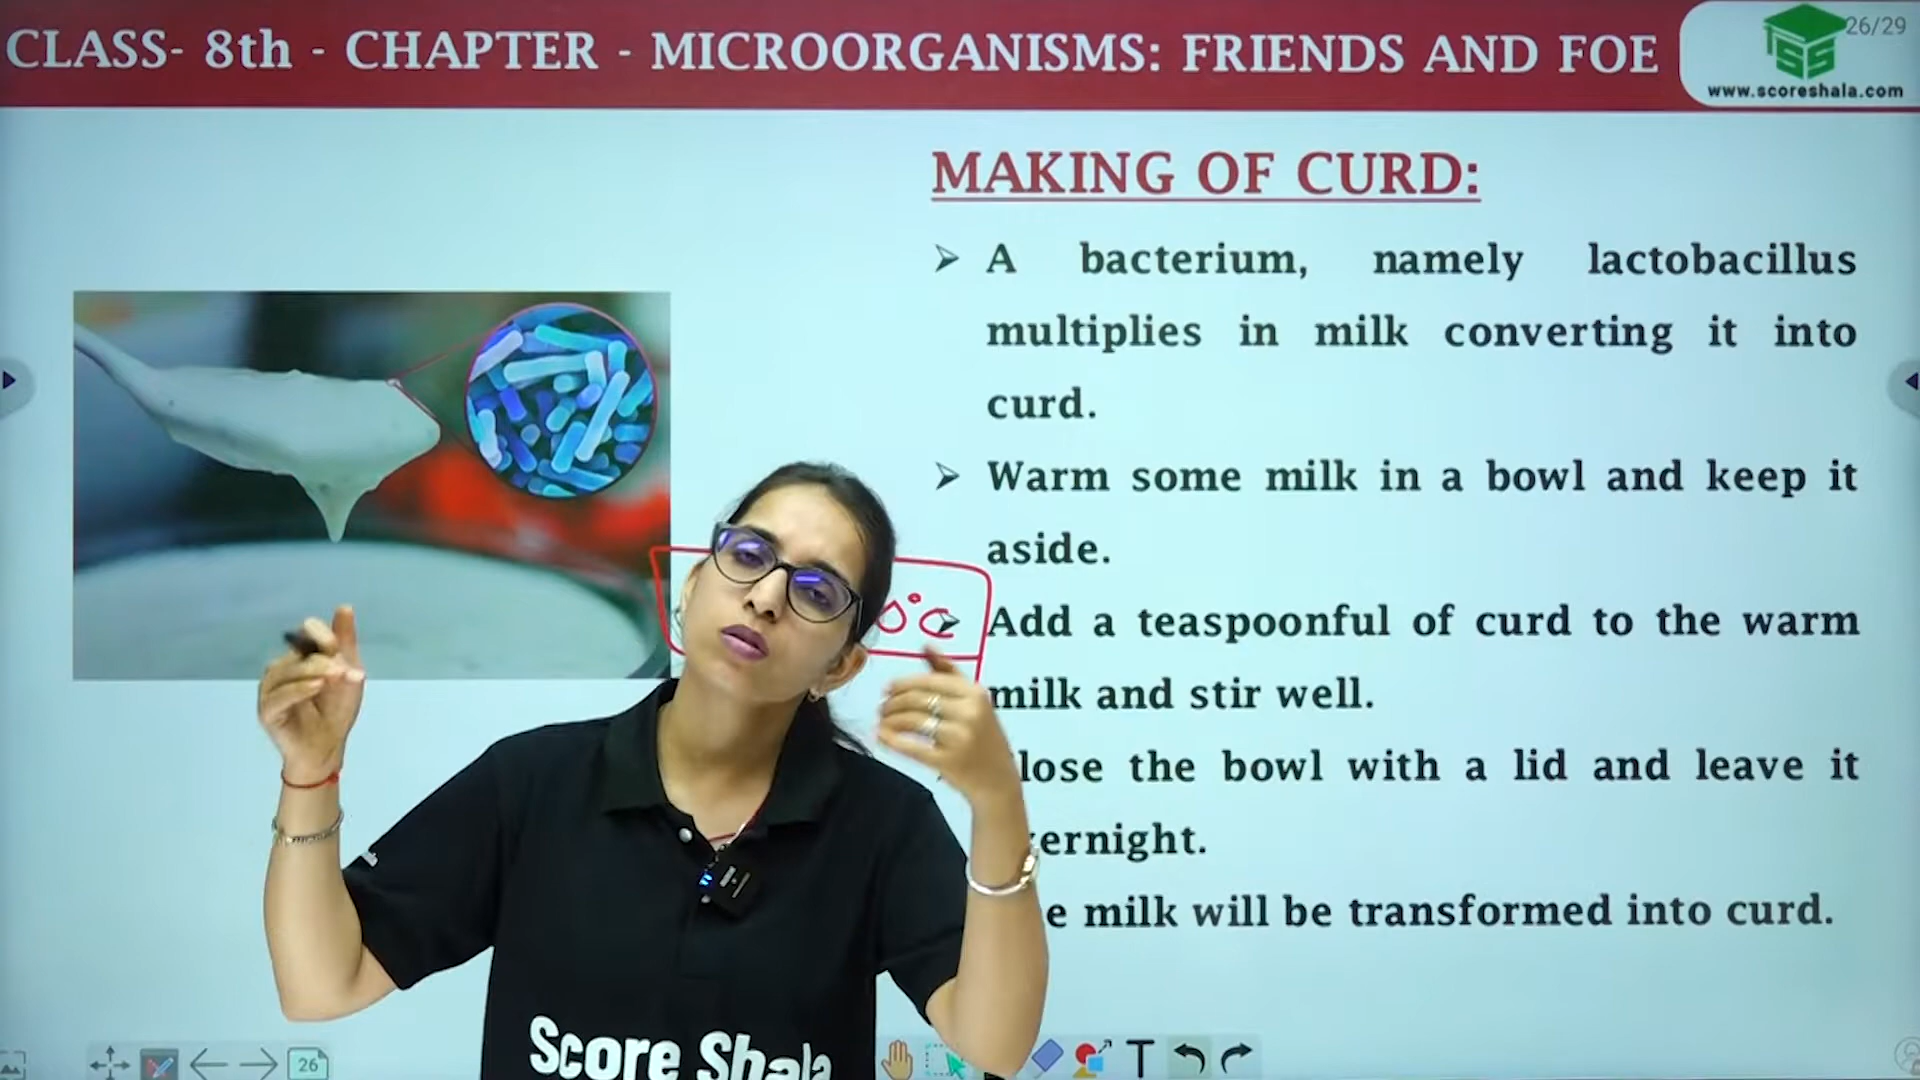 CLASS- 8th - CHAPTER - MICROORGANISMS: FRIENDS AND FOE
26/29
www.scoreshala.com
MAKING OF CURD:
➤ A bacterium, namely lactobacillus
multiplies in milk converting it into
curd.
➤ Warm some milk in a bowl and keep it
aside.
0°C
➤ Add a teaspoonful of curd to the warm
milk and stir well.
lose the bowl with a lid and leave it
ernight.
e milk will be transformed into curd.
Score Shala
26
T